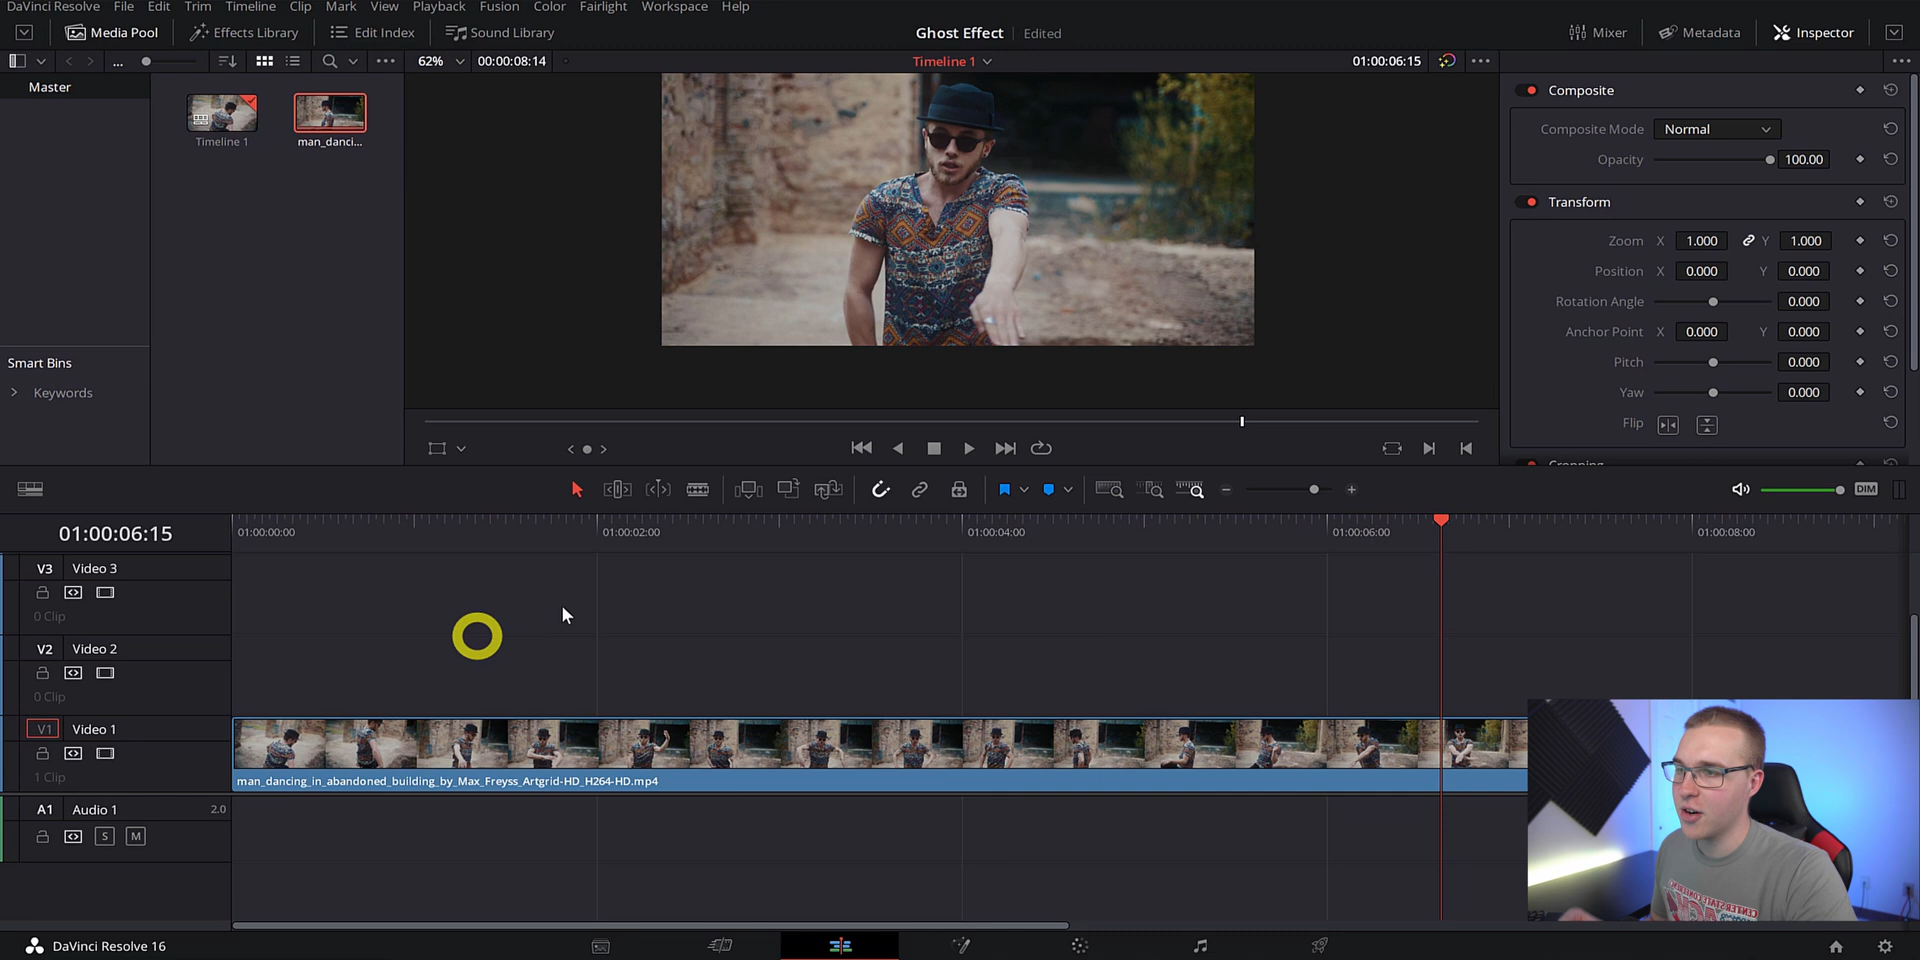 DaVinci Resolve File Edit Trim Timeline Clip Mark View Playback Fusion Color Fairlight Workspace Help
Media Pool Effects Library Edit Index Sound Library Ghost Effect Edited Mixer Metadata Inspector
... 62% 00:00:08:14 Timeline 1 01:00:06:15
Master
Timeline 1
man_danci...
Smart Bins
Keywords
Composite
Composite Mode Normal
Opacity 100.00
Transform
Zoom X 1.000 Y 1.000
Position X 0.000 Y 0.000
Rotation Angle 0.000
Anchor Point X 0.000 Y 0.000
Pitch 0.000
Yaw 0.000
Flip
Cropping
DIM
01:00:06:15
01:00:00:00 01:00:02:00 01:00:04:00 01:00:06:00 01:00:08:00
V3 Video 3
0 Clip
V2 Video 2
0 Clip
V1 Video 1
1 Clip
man_dancing_in_abandoned_building_by_Max_Freyss_Artgrid-HD_H264-HD.mp4
A1 Audio 1 2.0
S M
DaVinci Resolve 16